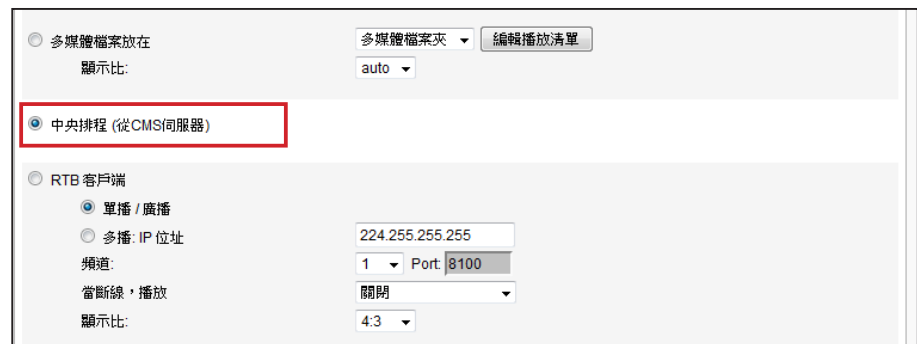 多媒體檔案放在 多媒體檔案夾 編輯播放清單
顯示比: auto
中央排程 (從CMS伺服器)
RTB 客戶端
單播 / 廣播
多播: IP 位址 224.255.255.255
頻道: 1 Port: 8100
當斷線，播放 關閉
顯示比: 4:3